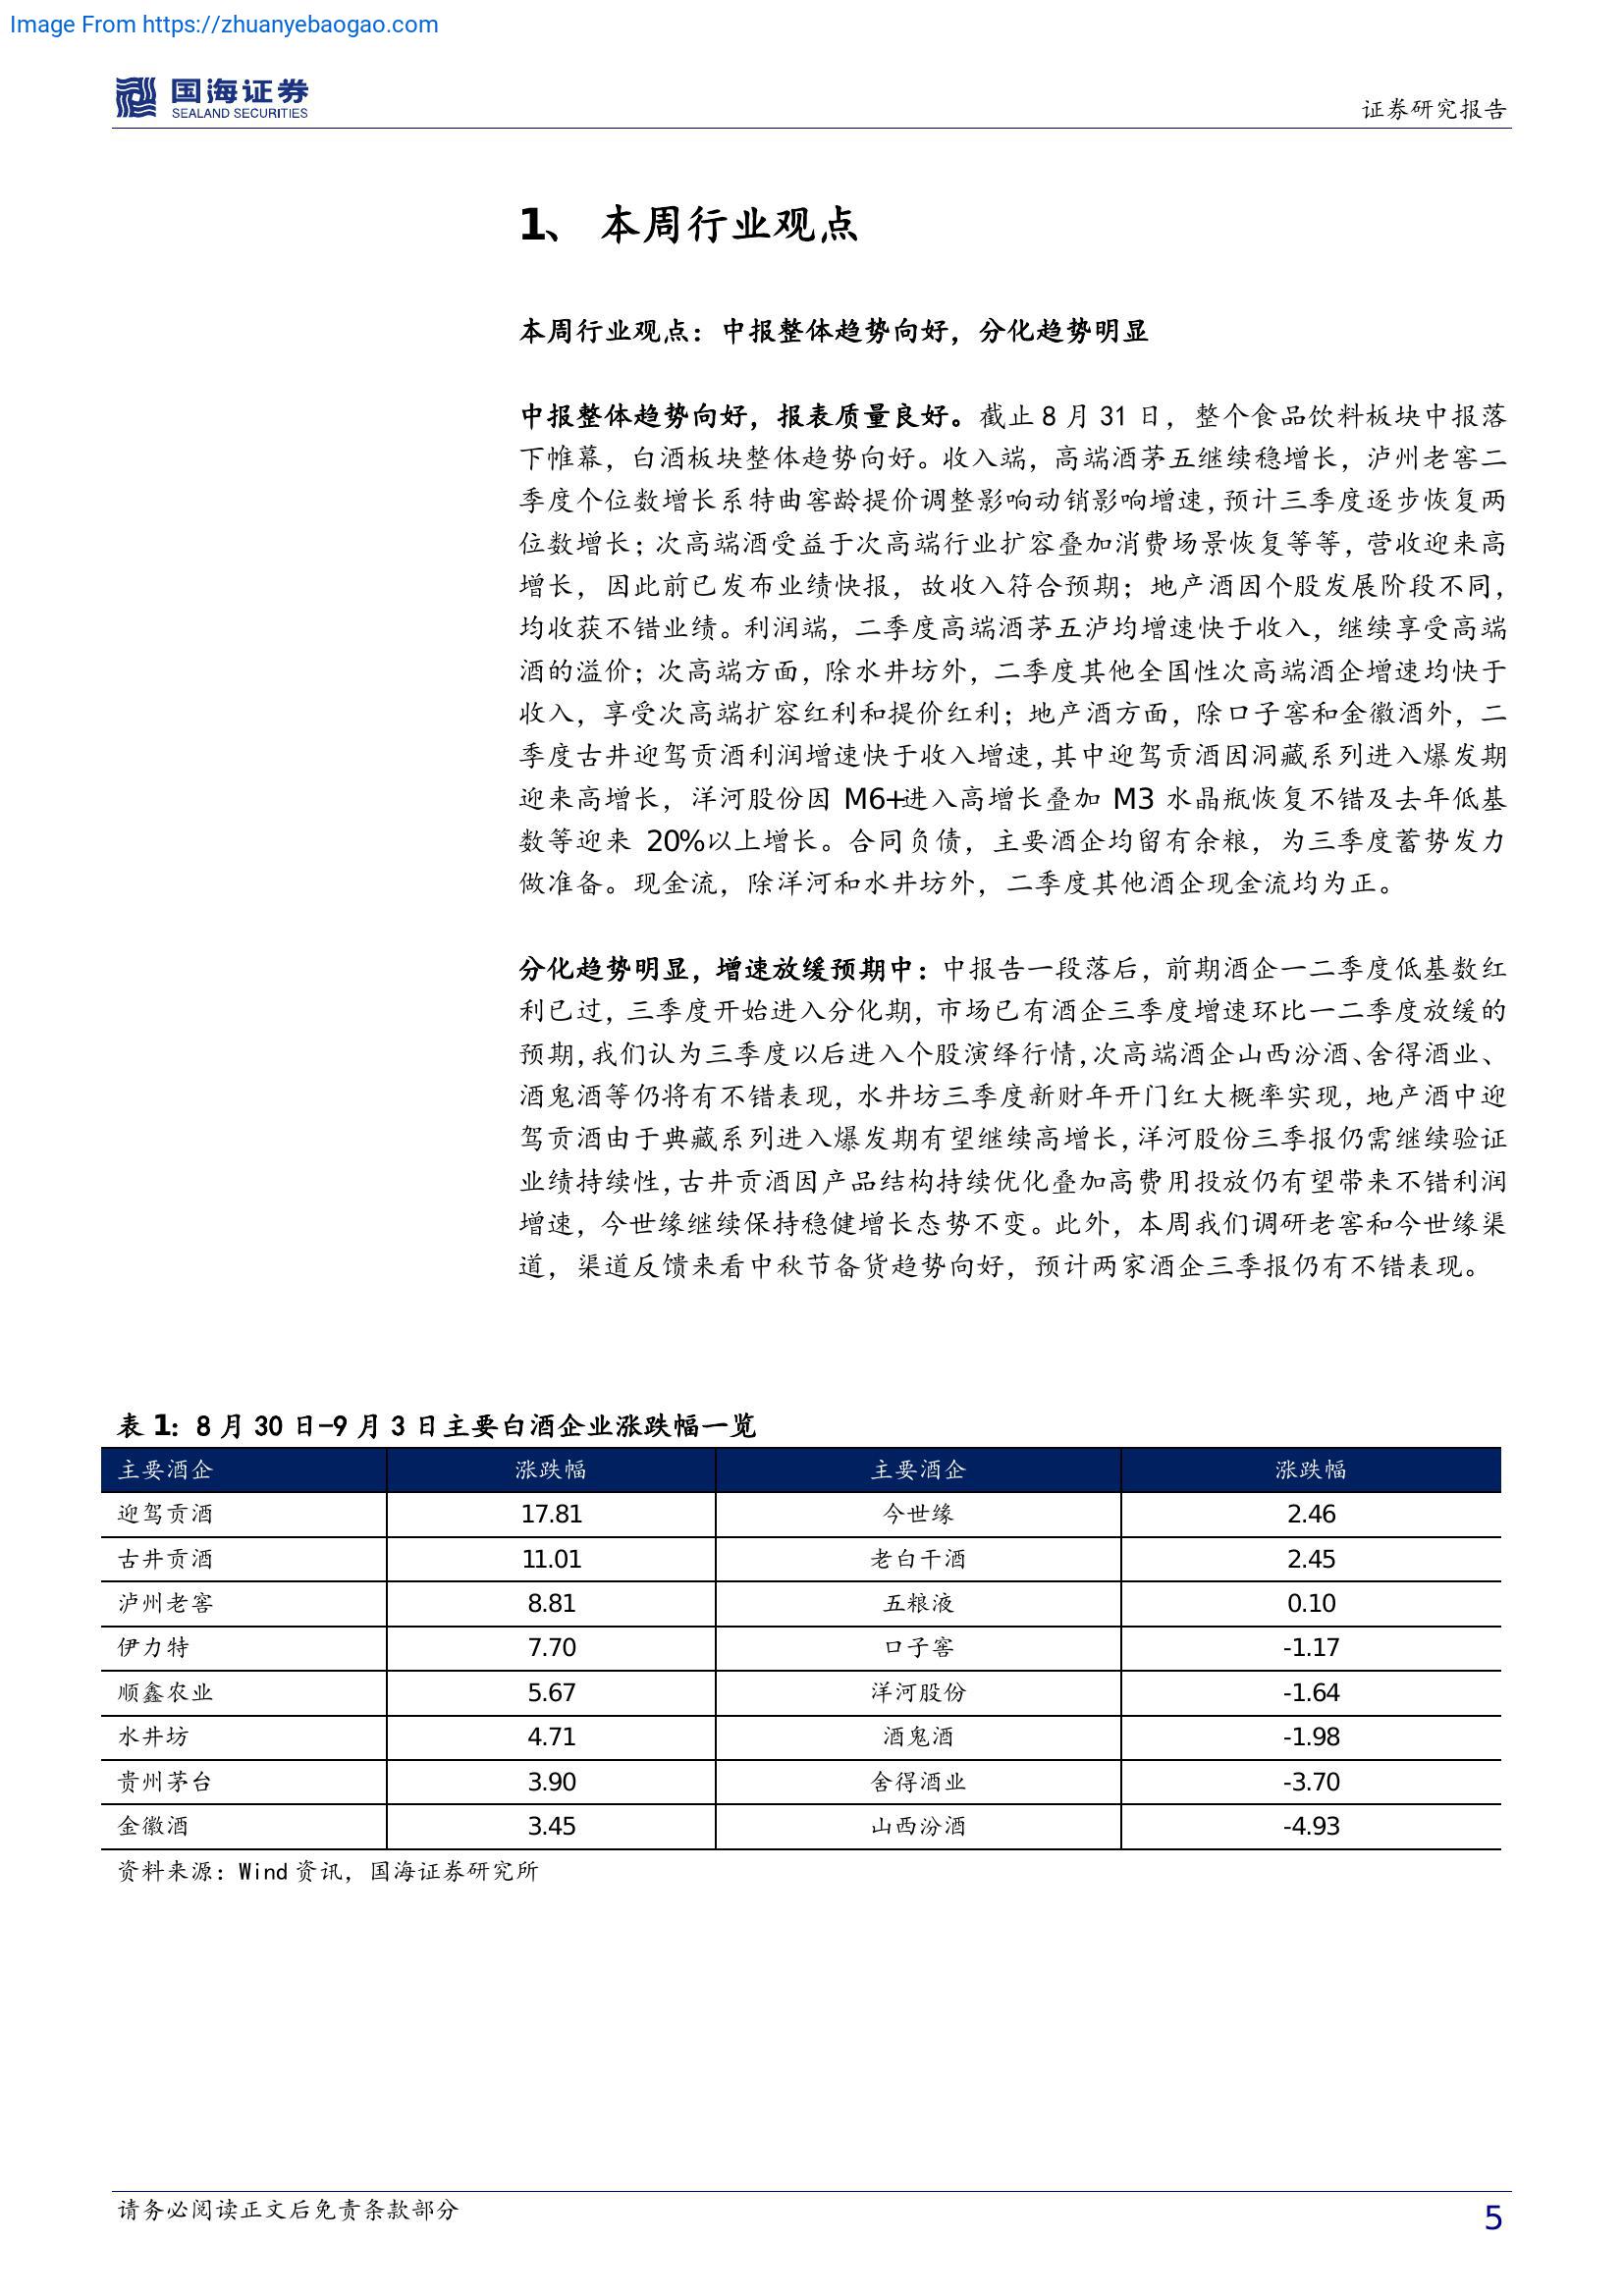 Image From https://zhuanyebaogao.com
国海证券
SEALAND SECURITIES
证券研究报告
1、 本周行业观点
本周行业观点：中报整体趋势向好，分化趋势明显
中报整体趋势向好，报表质量良好。截止 8 月 31 日，整个食品饮料板块中报落
下帷幕，白酒板块整体趋势向好。收入端，高端酒茅五继续稳增长，泸州老窖二
季度个位数增长系特曲窖龄提价调整影响动销影响增速，预计三季度逐步恢复两
位数增长；次高端酒受益于次高端行业扩容叠加消费场景恢复等等，营收迎来高
增长，因此前已发布业绩快报，故收入符合预期；地产酒因个股发展阶段不同，
均收获不错业绩。利润端，二季度高端酒茅五泸均增速快于收入，继续享受高端
酒的溢价；次高端方面，除水井坊外，二季度其他全国性次高端酒企增速均快于
收入，享受次高端扩容红利和提价红利；地产酒方面，除口子窖和金徽酒外，二
季度古井迎驾贡酒利润增速快于收入增速，其中迎驾贡酒因洞藏系列进入爆发期
迎来高增长，洋河股份因 M6+进入高增长叠加 M3 水晶瓶恢复不错及去年低基
数等迎来 20%以上增长。合同负债，主要酒企均留有余粮，为三季度蓄势发力
做准备。现金流，除洋河和水井坊外，二季度其他酒企现金流均为正。
分化趋势明显，增速放缓预期中：中报告一段落后，前期酒企一二季度低基数红
利已过，三季度开始进入分化期，市场已有酒企三季度增速环比一二季度放缓的
预期，我们认为三季度以后进入个股演绎行情，次高端酒企山西汾酒、舍得酒业、
酒鬼酒等仍将有不错表现，水井坊三季度新财年开门红大概率实现，地产酒中迎
驾贡酒由于典藏系列进入爆发期有望继续高增长，洋河股份三季报仍需继续验证
业绩持续性，古井贡酒因产品结构持续优化叠加高费用投放仍有望带来不错利润
增速，今世缘继续保持稳健增长态势不变。此外，本周我们调研老窖和今世缘渠
道，渠道反馈来看中秋节备货趋势向好，预计两家酒企三季报仍有不错表现。
表 1：8 月 30 日-9 月 3 日主要白酒企业涨跌幅一览
主要酒企 涨跌幅 主要酒企 涨跌幅
迎驾贡酒 17.81 今世缘 2.46
古井贡酒 11.01 老白干酒 2.45
泸州老窖 8.81 五粮液 0.10
伊力特 7.70 口子窖 -1.17
顺鑫农业 5.67 洋河股份 -1.64
水井坊 4.71 酒鬼酒 -1.98
贵州茅台 3.90 舍得酒业 -3.70
金徽酒 3.45 山西汾酒 -4.93
资料来源：Wind 资讯，国海证券研究所
请务必阅读正文后免责条款部分
5